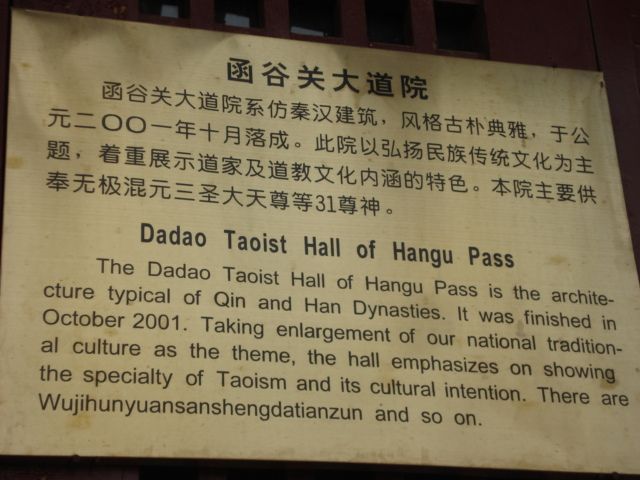 函谷关大道院
函谷关大道院系仿秦汉建筑，风格古朴典雅，于公
元二〇〇一年十月落成。此院以弘扬民族传统文化为主
题，着重展示道家及道教文化内涵的特色。本院主要供
奉无极混元三圣大天尊等31尊神。
Dadao Taoist Hall of Hangu Pass
The Dadao Taoist Hall of Hangu Pass is the archite-
cture typical of Qin and Han Dynasties. It was finished in
October 2001. Taking enlargement of our national tradition-
al culture as the theme, the hall emphasizes on showing
the specialty of Taoism and its cultural intention. There are
Wujihunyuansanshengdatianzun and so on.